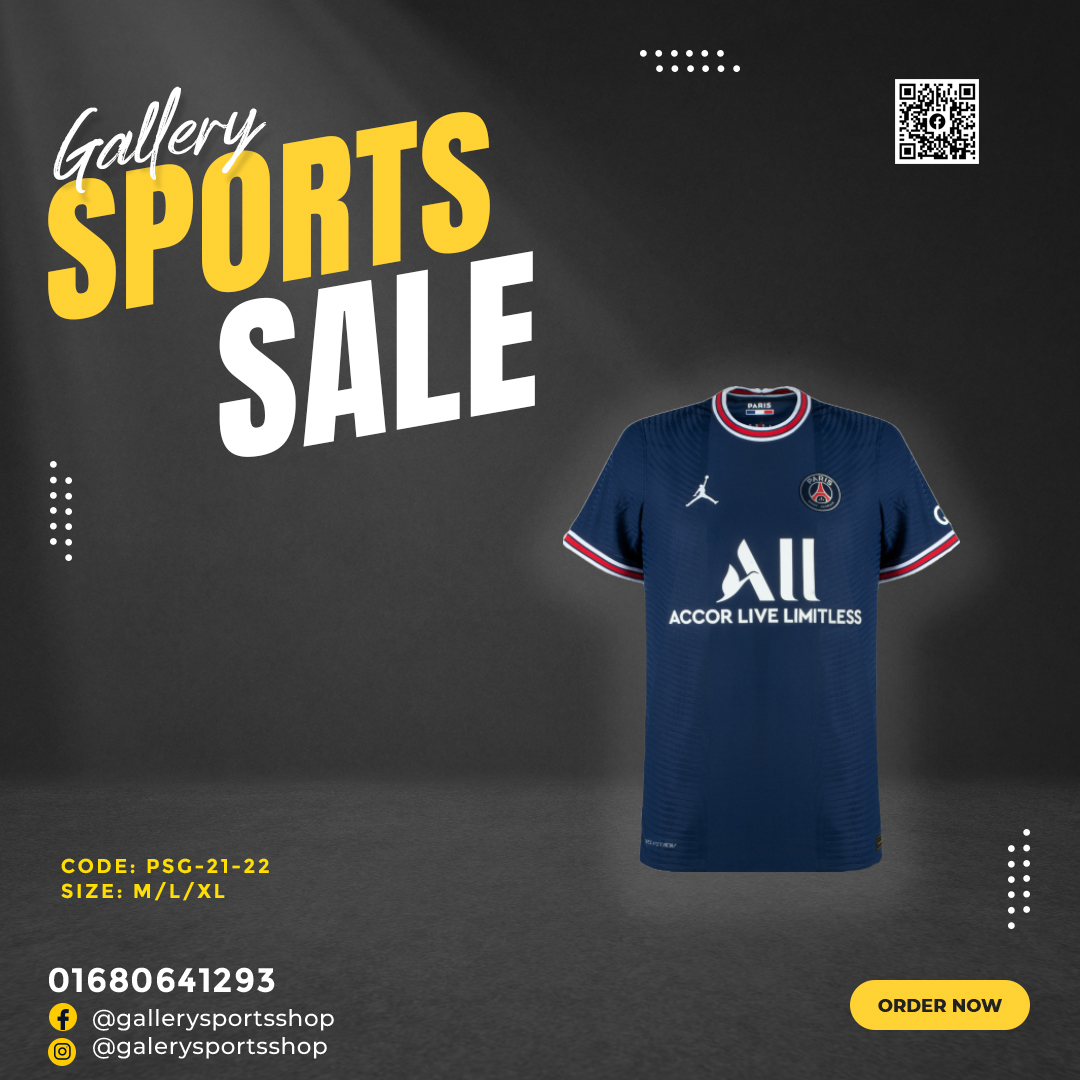 Gallery
SPORTS
SALE
PARIS
PARIS
All
ACCOR LIVE LIMITLESS
CODE: PSG-21-22
SIZE: M/L/XL
01680641293
@gallerysportsshop
@galerysportsshop
ORDER NOW